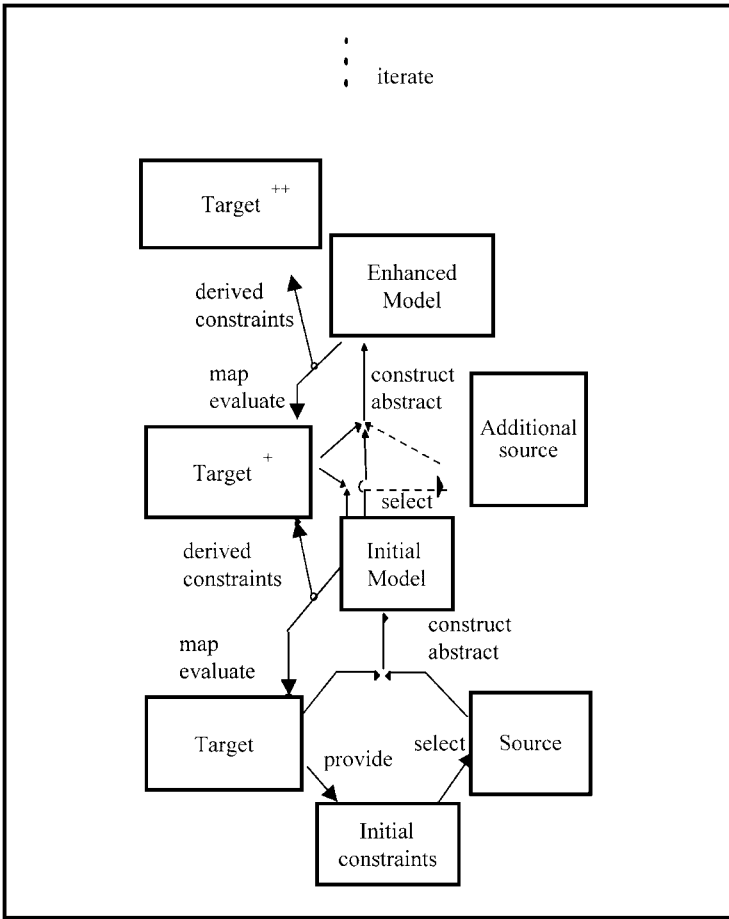 iterate
Target ++
Enhanced
Model
derived
constraints
map
evaluate
construct
abstract
Additional
source
Target +
select
Initial
Model
derived
constraints
construct
abstract
map
evaluate
Target
provide
select
Source
Initial
constraints